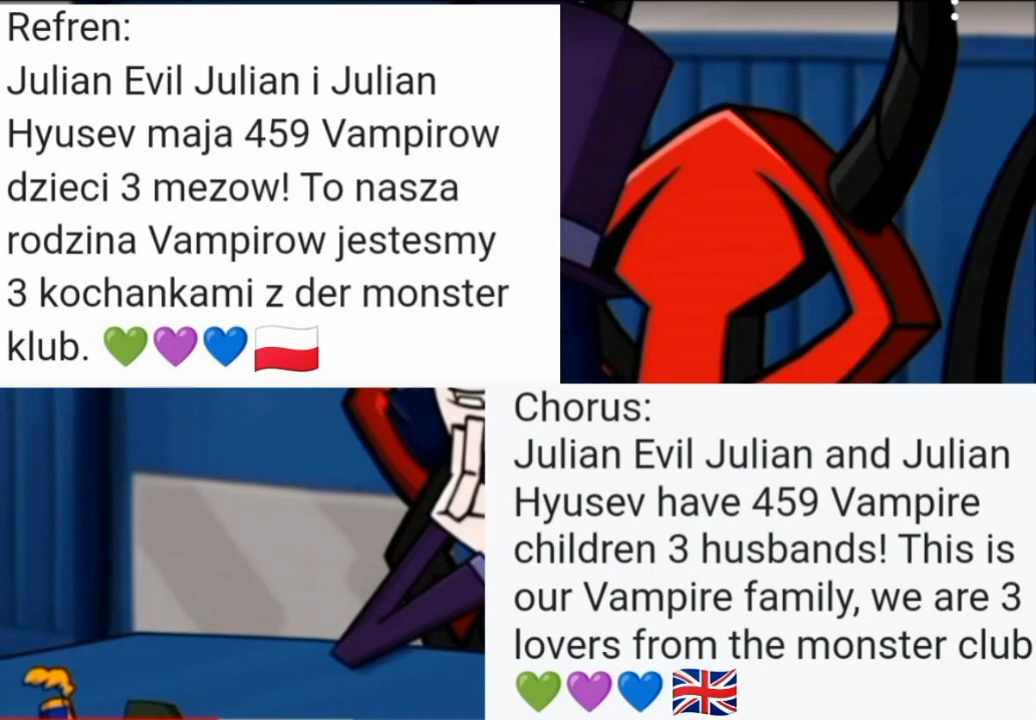 Refren:
Julian Evil Julian i Julian
Hyusev maja 459 Vampirow
dzieci 3 mezow! To nasza
rodzina Vampirow jestesmy
3 kochankami z der monster
klub. 💚💜💙🇵🇱
Chorus:
Julian Evil Julian and Julian
Hyusev have 459 Vampire
children 3 husbands! This is
our Vampire family, we are 3
lovers from the monster club
💚💜💙🇬🇧